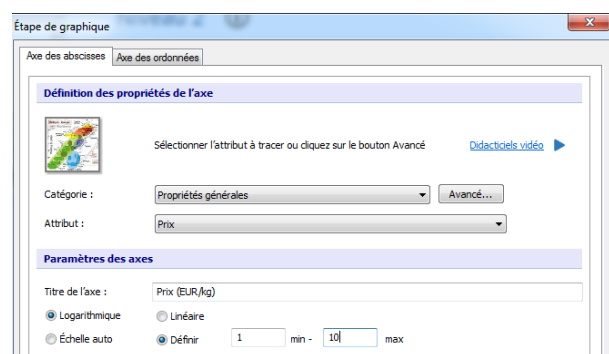 Étape de graphique
Axe des abscisses Axe des ordonnées
Définition des propriétés de l'axe
Sélectionner l'attribut à tracer ou cliquez sur le bouton Avancé Didacticiels vidéo
Catégorie : Propriétés générales Avancé...
Attribut : Prix
Paramètres des axes
Titre de l'axe : Prix (EUR/kg)
Logarithmique Linéaire
Échelle auto Définir 1 min - 10 max